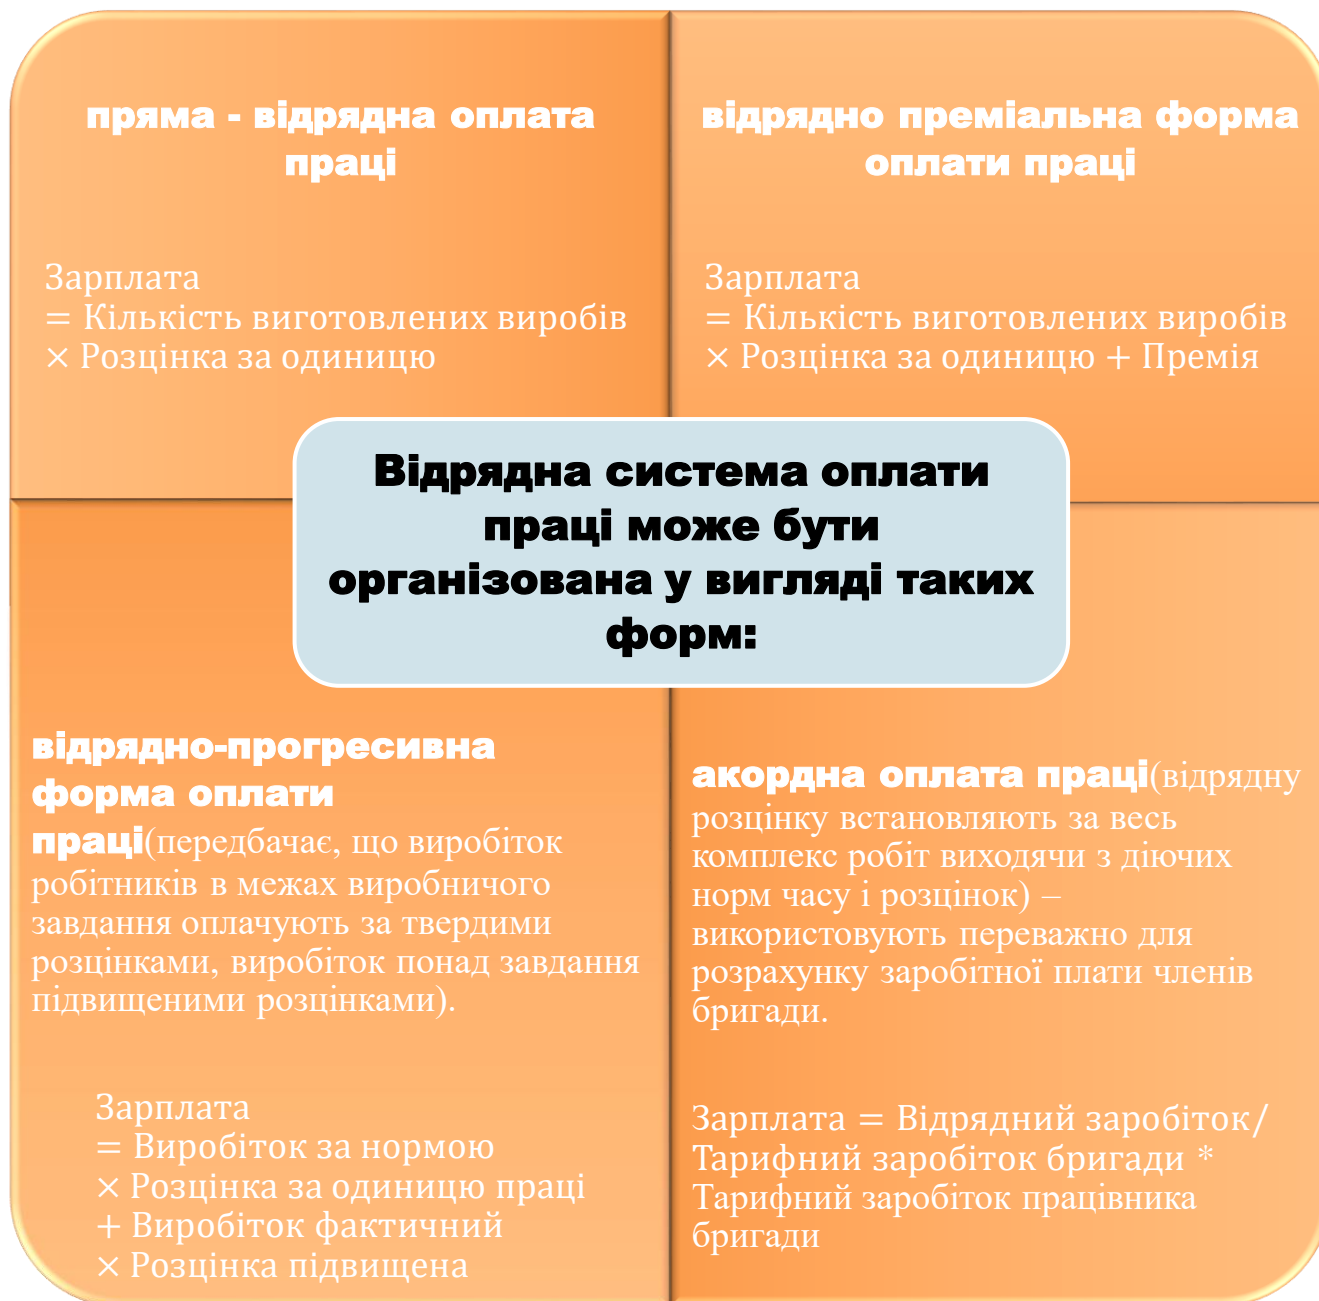 пряма - відрядна оплата
праці
Зарплата
= Кількість виготовлених виробів
× Розцінка за одиницю
відрядно преміальна форма
оплати праці
Зарплата
= Кількість виготовлених виробів
× Розцінка за одиницю + Премія
Відрядна система оплати
праці може бути
організована у вигляді таких
форм:
відрядно-прогресивна
форма оплати
праці(передбачає, що виробіток
робітників в межах виробничого
завдання оплачують за твердими
розцінками, виробіток понад завдання
підвищеними розцінками).
Зарплата
= Виробіток за нормою
× Розцінка за одиницю праці
+ Виробіток фактичний
× Розцінка підвищена
акордна оплата праці(відрядну
розцінку встановляють за весь
комплекс робіт виходячи з діючих
норм часу і розцінок) –
використовують переважно для
розрахунку заробітної плати членів
бригади.
Зарплата = Відрядний заробіток/
Тарифний заробіток бригади *
Тарифний заробіток працівника
бригади